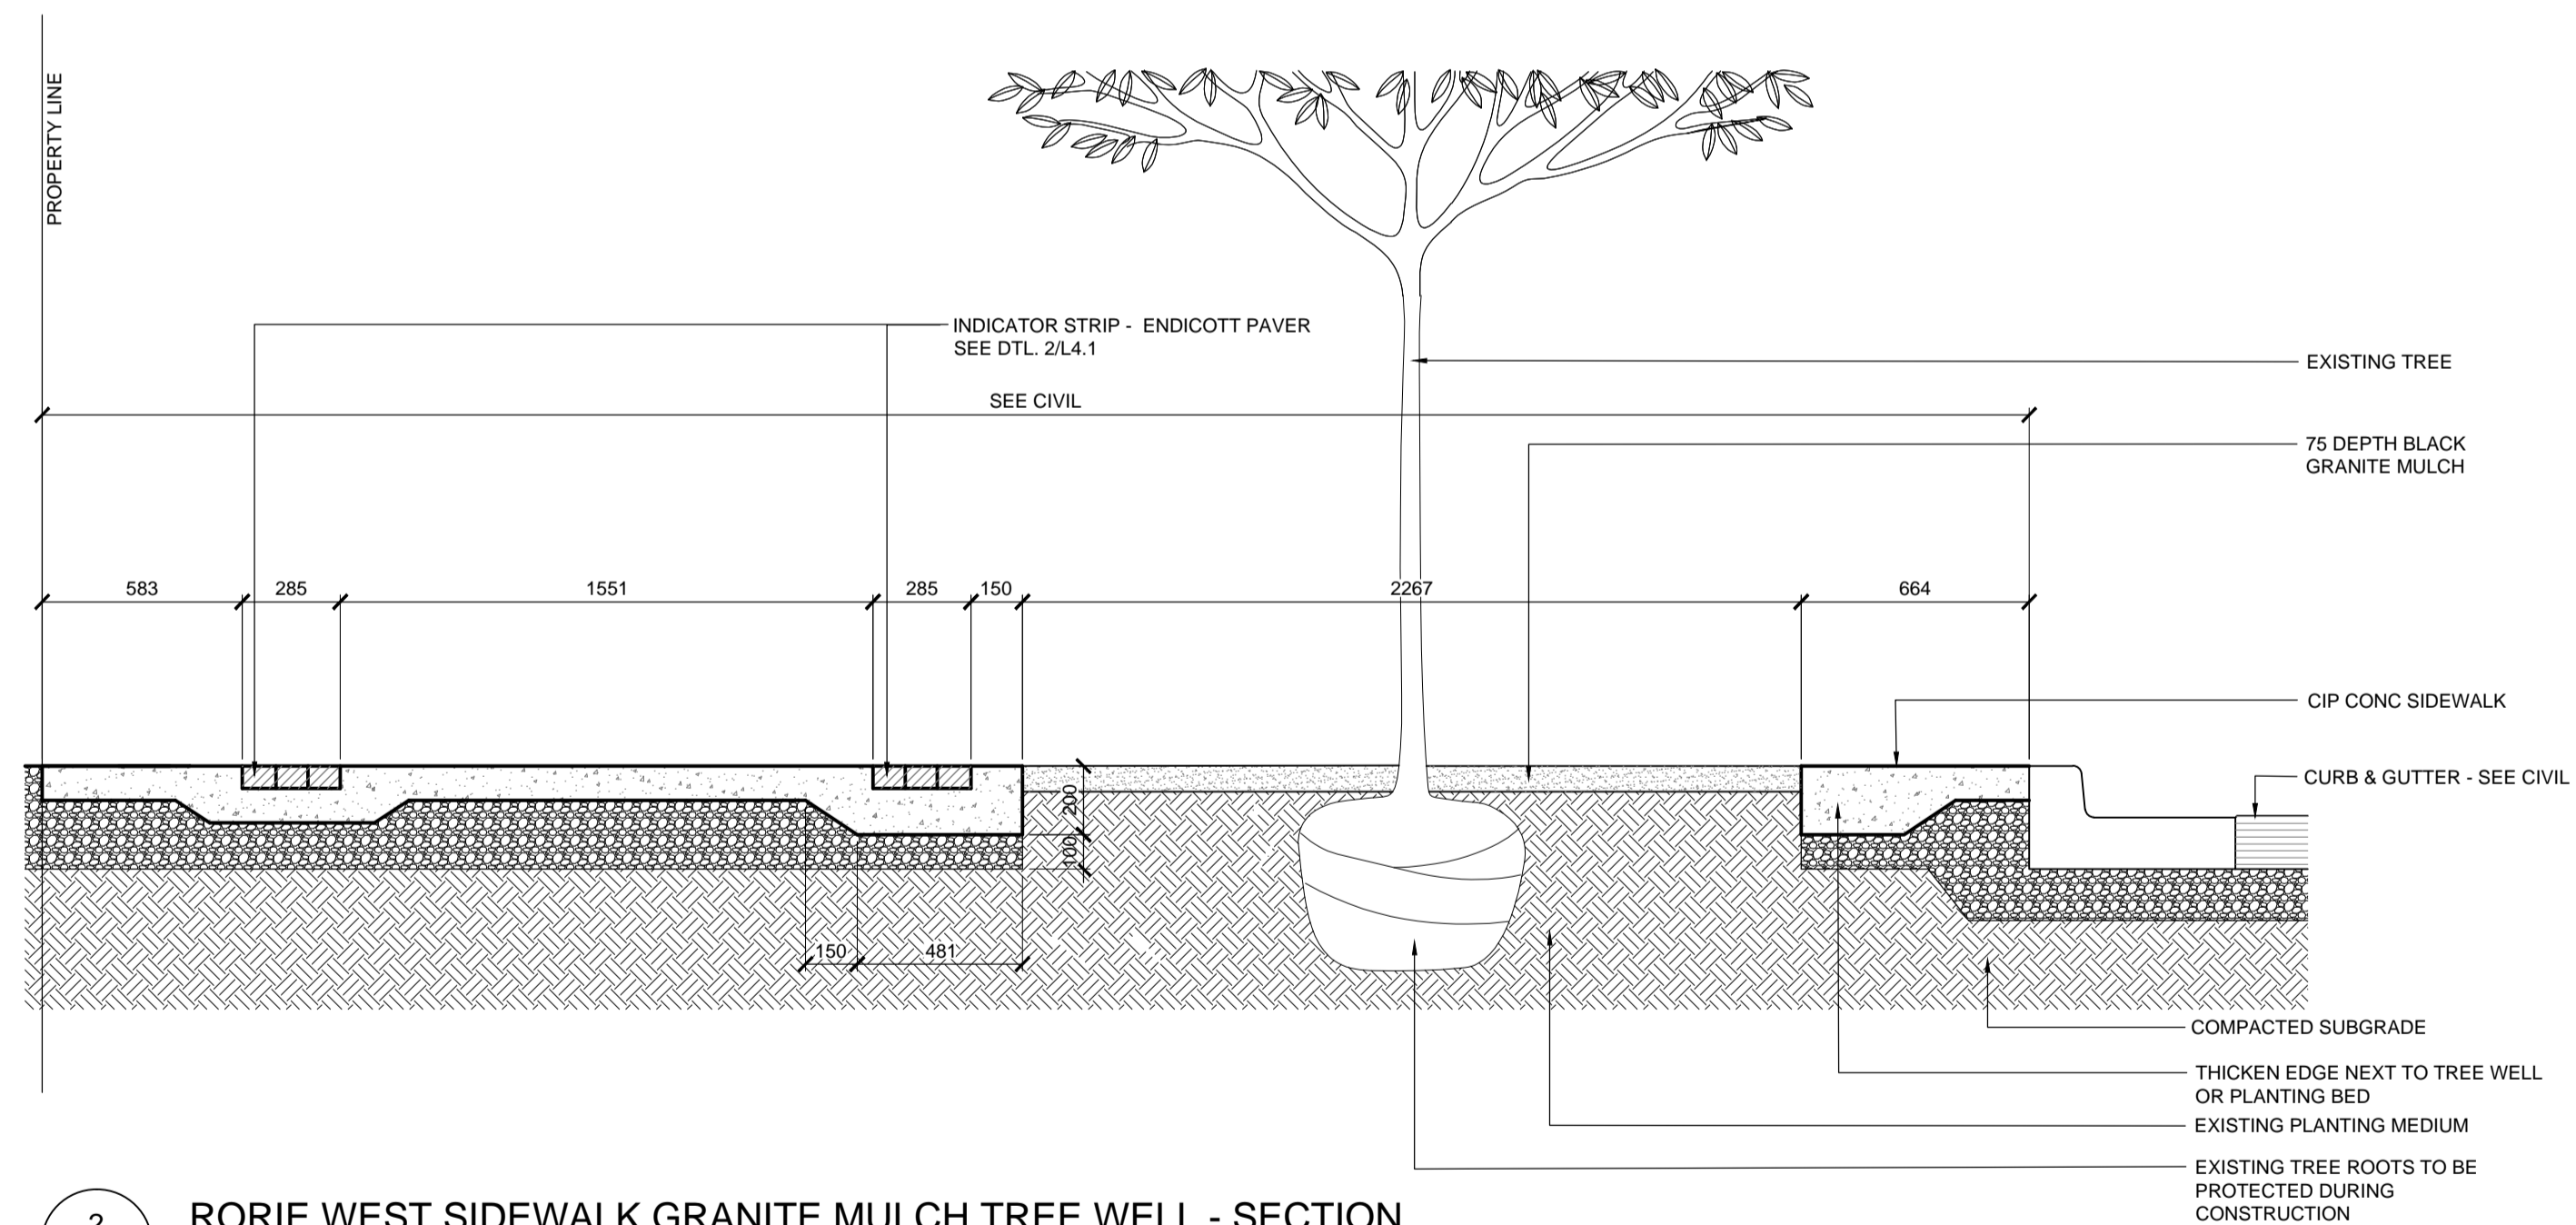 PROPERTY LINE
INDICATOR STRIP - ENDICOTT PAVER
SEE DTL. 2/L4.1
EXISTING TREE
SEE CIVIL
75 DEPTH BLACK
GRANITE MULCH
583 285 1551 285 150 2267 664
CIP CONC SIDEWALK
CURB & GUTTER - SEE CIVIL
200
100
150 481
COMPACTED SUBGRADE
THICKEN EDGE NEXT TO TREE WELL
OR PLANTING BED
EXISTING PLANTING MEDIUM
EXISTING TREE ROOTS TO BE
PROTECTED DURING
CONSTRUCTION
2
RORIE WEST SIDEWALK GRANITE MULCH TREE WELL - SECTION